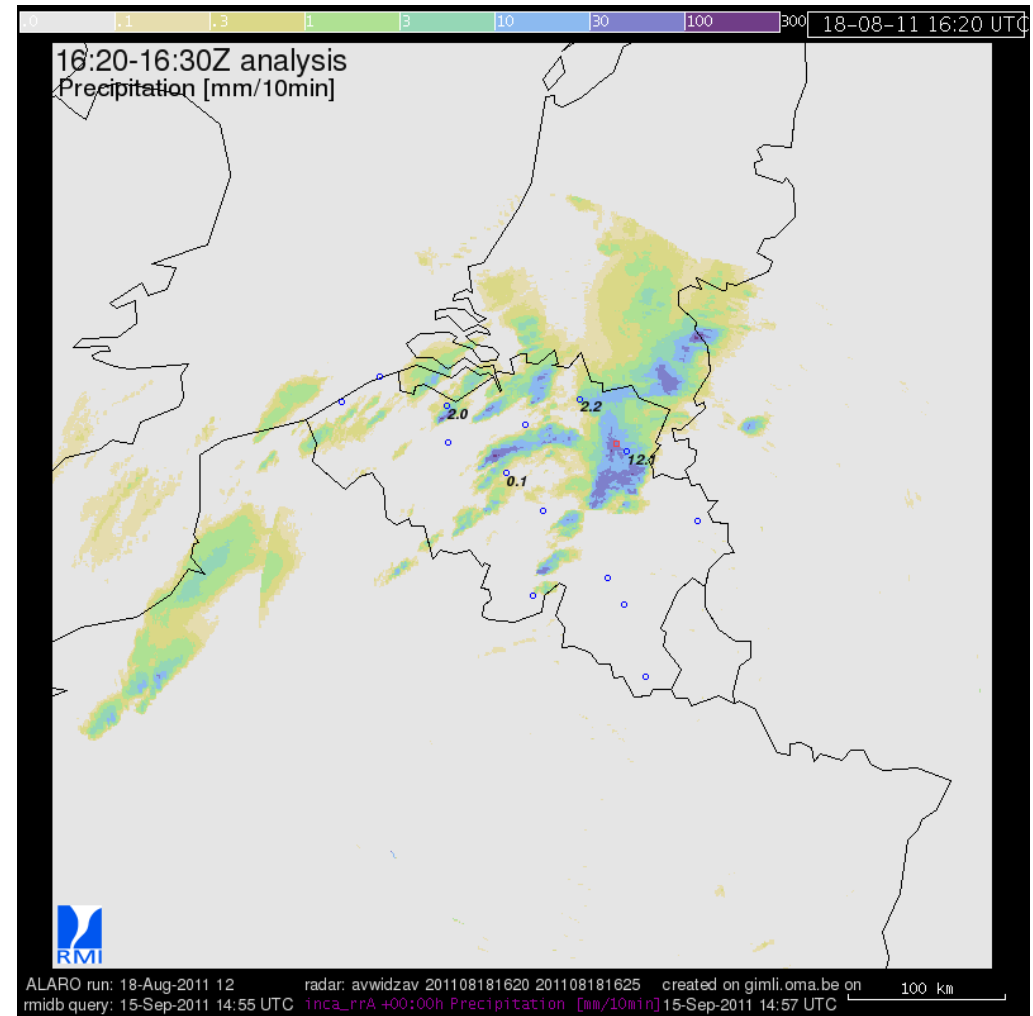 .0 .1 .3 1 3 10 30 100 300 18-08-11 16:20 UTC
16:20-16:30Z analysis
Precipitation [mm/10min]
2.0
2.2
12.1
0.1
RMI
ALARO run: 18-Aug-2011 12 radar: avwidzav 201108181620 201108181625 created on gimli.oma.be on
100 km
rmidb query: 15-Sep-2011 14:55 UTC inca_rrA +00:00h Precipitation [mm/10min] 15-Sep-2011 14:57 UTC